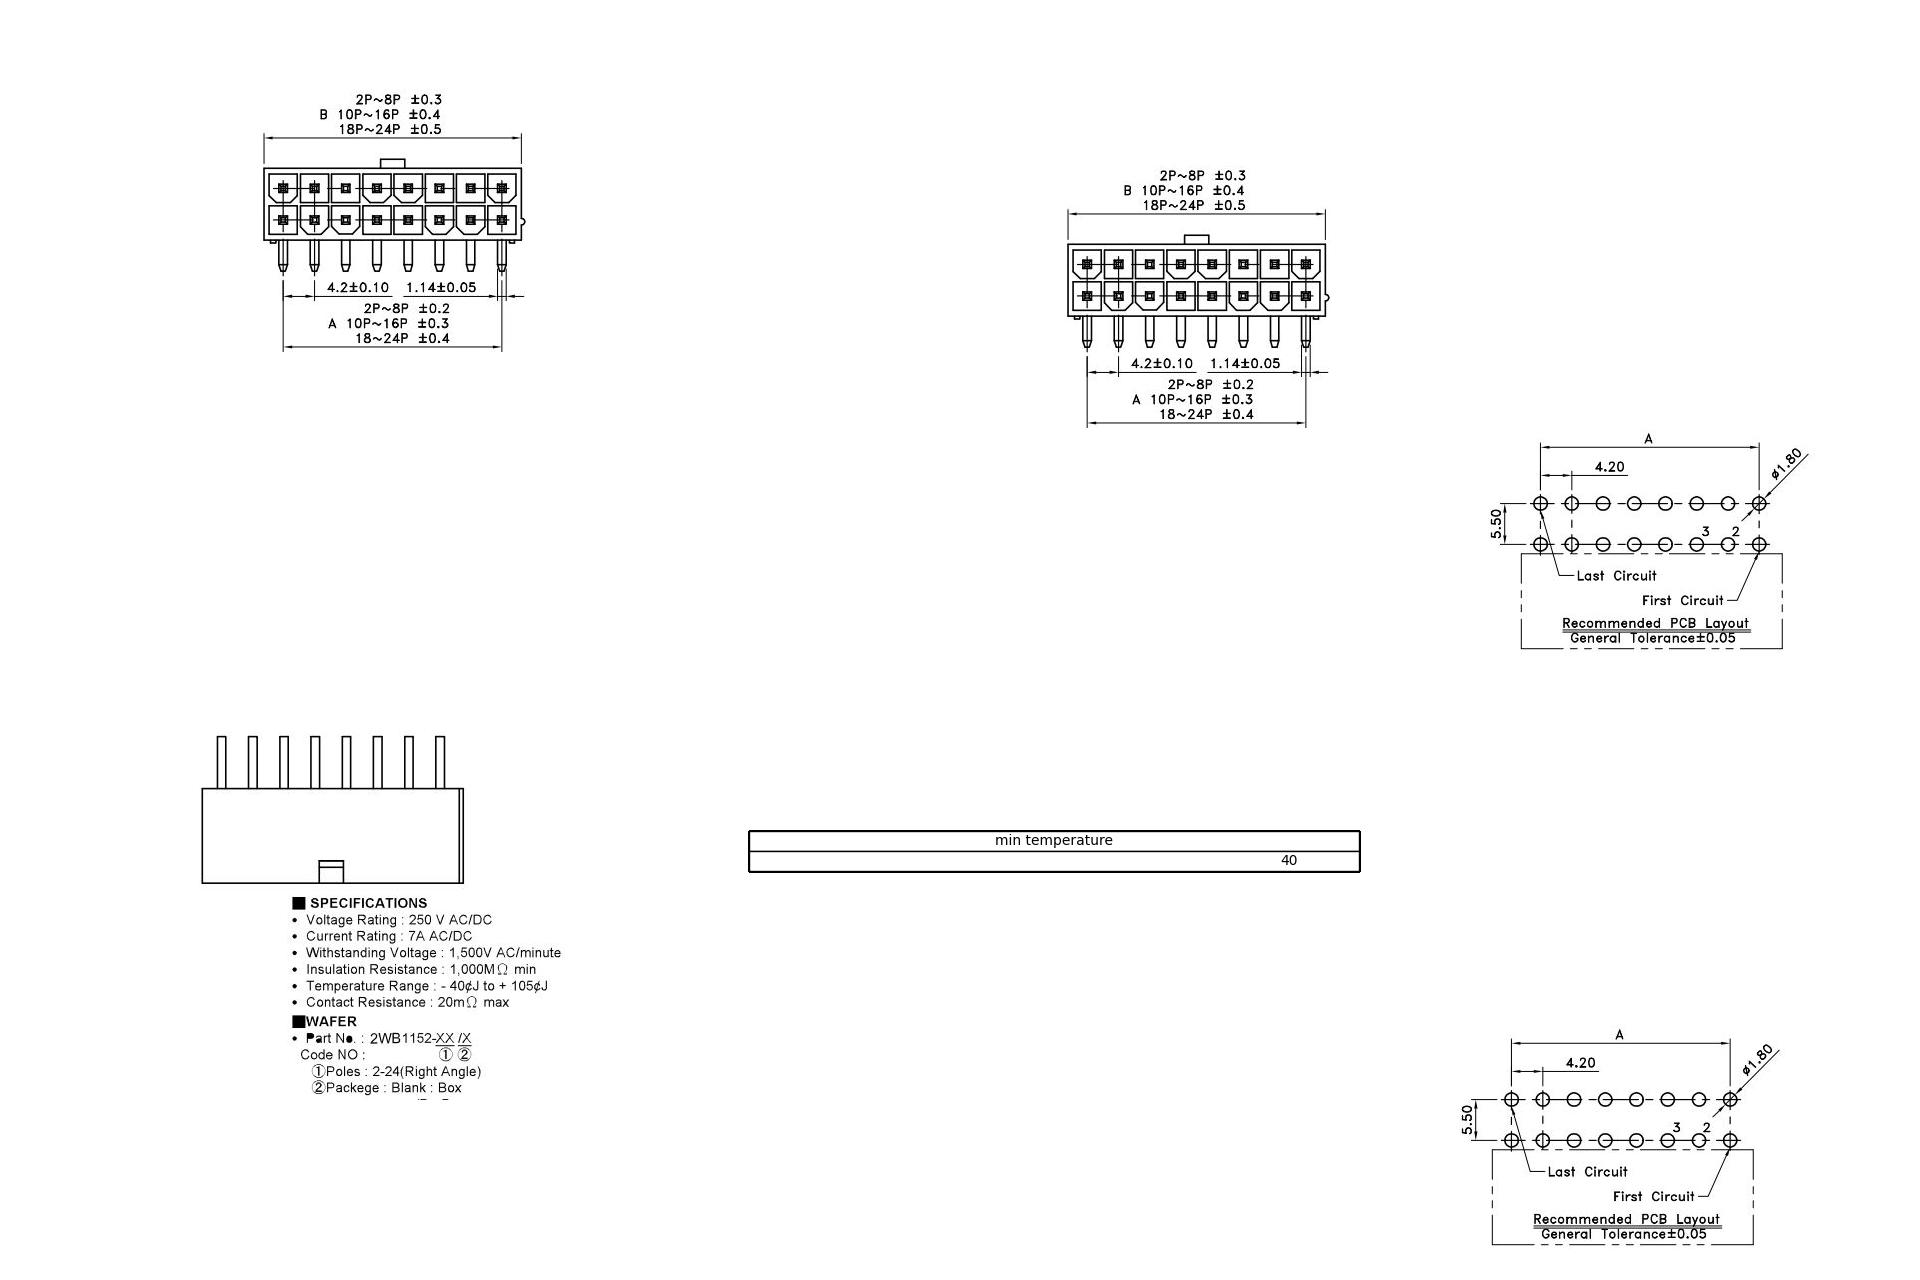 2P~8P ±0.3
B 10P~16P ±0.4
18P~24P ±0.5
4.2±0.10 1.14±0.05
2P~8P ±0.2
A 10P~16P ±0.3
18~24P ±0.4
2P~8P ±0.3
B 10P~16P ±0.4
18P~24P ±0.5
4.2±0.10 1.14±0.05
2P~8P ±0.2
A 10P~16P ±0.3
18~24P ±0.4
A
4.20
ø1.80
5.50
3 2
Last Circuit
First Circuit
Recommended PCB Layout
General Tolerance±0.05
min temperature
40
■ SPECIFICATIONS
• Voltage Rating : 250 V AC/DC
• Current Rating : 7A AC/DC
• Withstanding Voltage : 1,500V AC/minute
• Insulation Resistance : 1,000MΩ min
• Temperature Range : - 40¢J to + 105¢J
• Contact Resistance : 20mΩ max
■WAFER
• Part No. : 2WB1152-XX /X
Code NO : ① ②
①Poles : 2-24(Right Angle)
②Packege : Blank : Box
A
4.20
ø1.80
5.50
3 2
Last Circuit
First Circuit
Recommended PCB Layout
General Tolerance±0.05